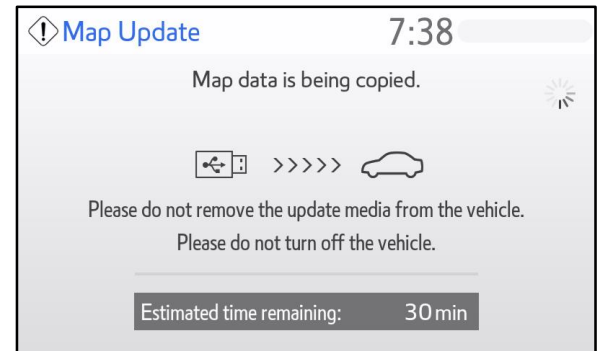 Map Update 7:38
Map data is being copied.
>>>>>
Please do not remove the update media from the vehicle.
Please do not turn off the vehicle.
Estimated time remaining: 30 min